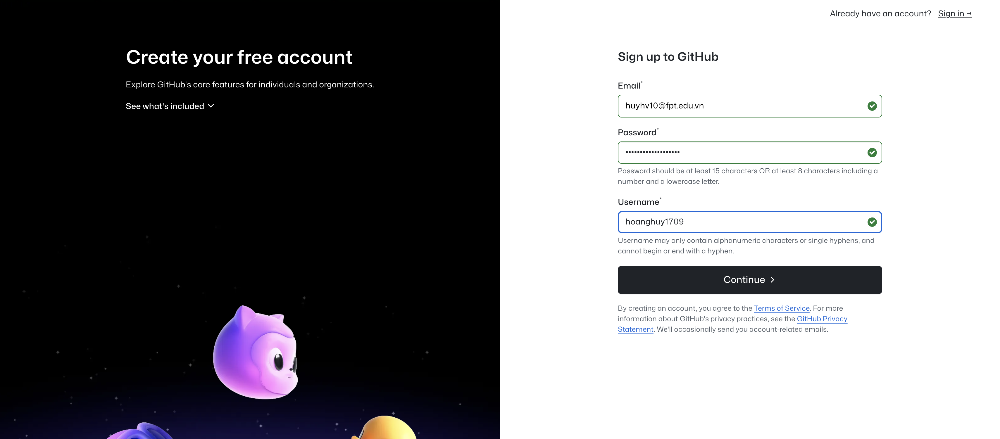 Already have an account? Sign in →
Create your free account
Explore GitHub's core features for individuals and organizations.
See what's included
Sign up to GitHub
Email*
huyhv10@fpt.edu.vn
Password*
•••••••••••••••••••
Password should be at least 15 characters OR at least 8 characters including a
number and a lowercase letter.
Username*
hoanghuy1709
Username may only contain alphanumeric characters or single hyphens, and
cannot begin or end with a hyphen.
Continue
By creating an account, you agree to the Terms of Service. For more
information about GitHub's privacy practices, see the GitHub Privacy
Statement. We'll occasionally send you account-related emails.